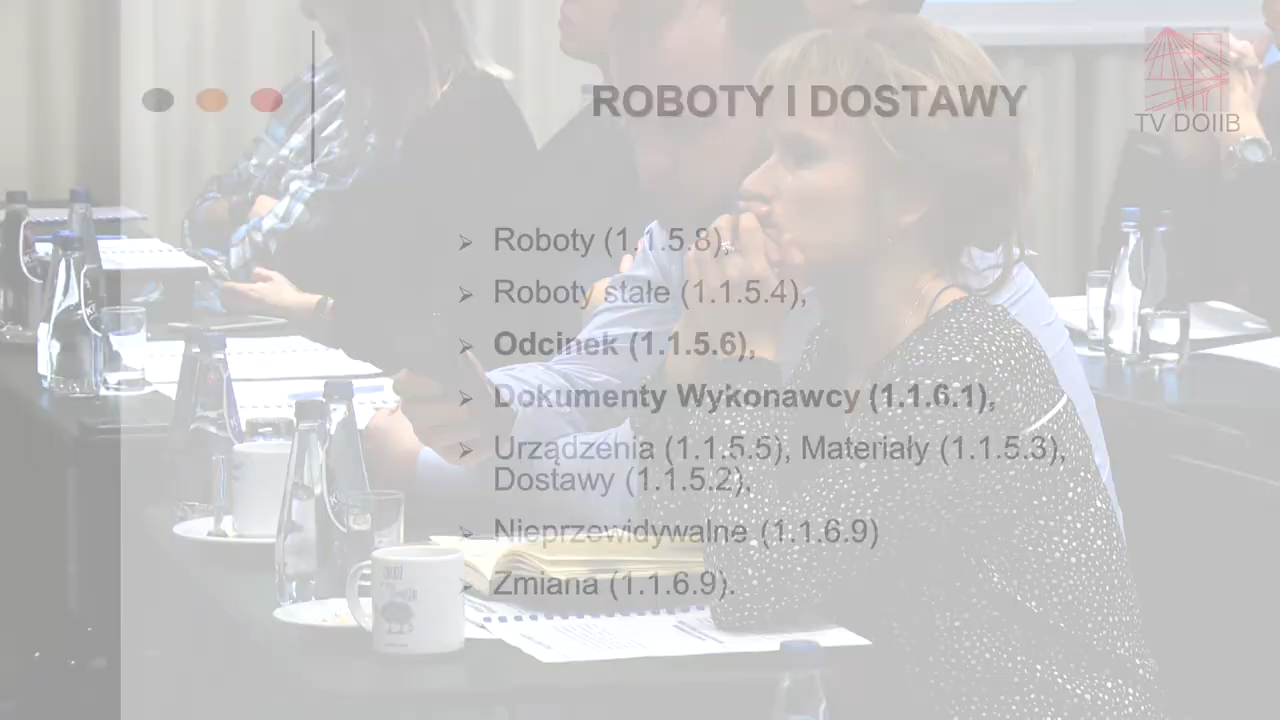 ROBOTY I DOSTAWY
TV DOIIB
Roboty (1.1.5.8),
Roboty stałe (1.1.5.4),
Odcinek (1.1.5.6),
Dokumenty Wykonawcy (1.1.6.1),
Urządzenia (1.1.5.5), Materiały (1.1.5.3),
Dostawy (1.1.5.2),
Nieprzewidywalne (1.1.6.9)
Zmiana (1.1.6.9).